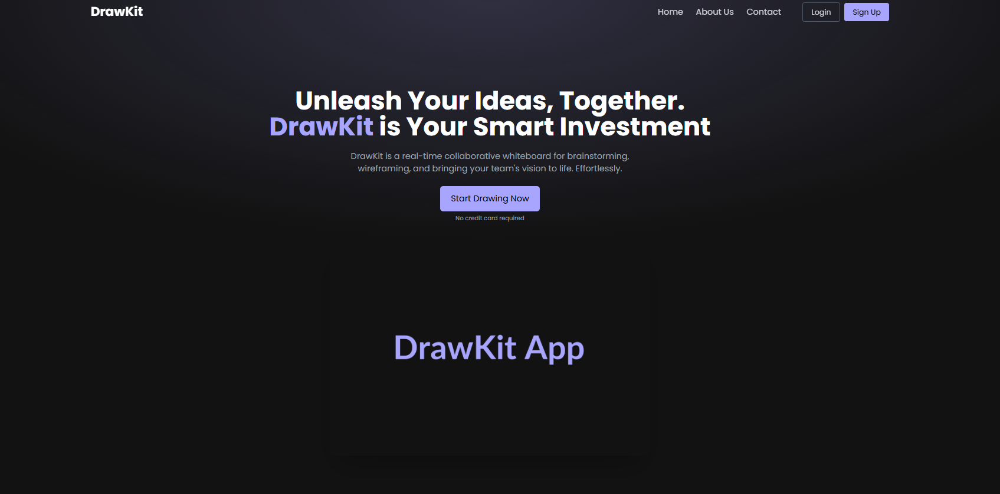 DrawKit
Home About Us Contact Login Sign Up
Unleash Your Ideas, Together.
DrawKit is Your Smart Investment
DrawKit is a real-time collaborative whiteboard for brainstorming,
wireframing, and bringing your team's vision to life. Effortlessly.
Start Drawing Now
No credit card required
DrawKit App